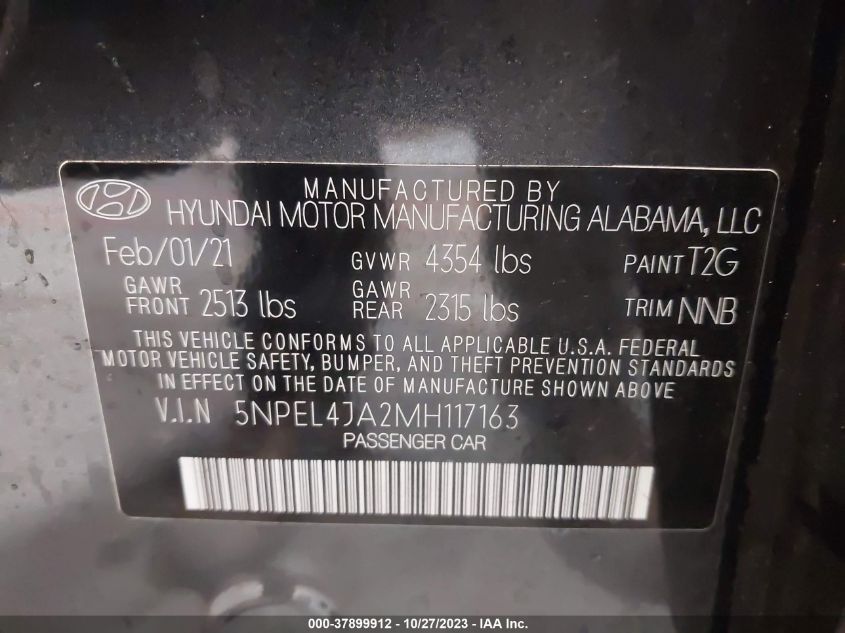 MANUFACTURED BY
HYUNDAI MOTOR MANUFACTURING ALABAMA, LLC
Feb/01/21 GVWR 4354 lbs PAINT T2G
GAWR FRONT 2513 lbs GAWR REAR 2315 lbs TRIM NNB
THIS VEHICLE CONFORMS TO ALL APPLICABLE U.S.A. FEDERAL
MOTOR VEHICLE SAFETY, BUMPER, AND THEFT PREVENTION STANDARDS
IN EFFECT ON THE DATE OF MANUFACTURE SHOWN ABOVE
V.I.N 5NPEL4JA2MH117163
PASSENGER CAR
000-37899912 - 10/27/2023 - IAA Inc.